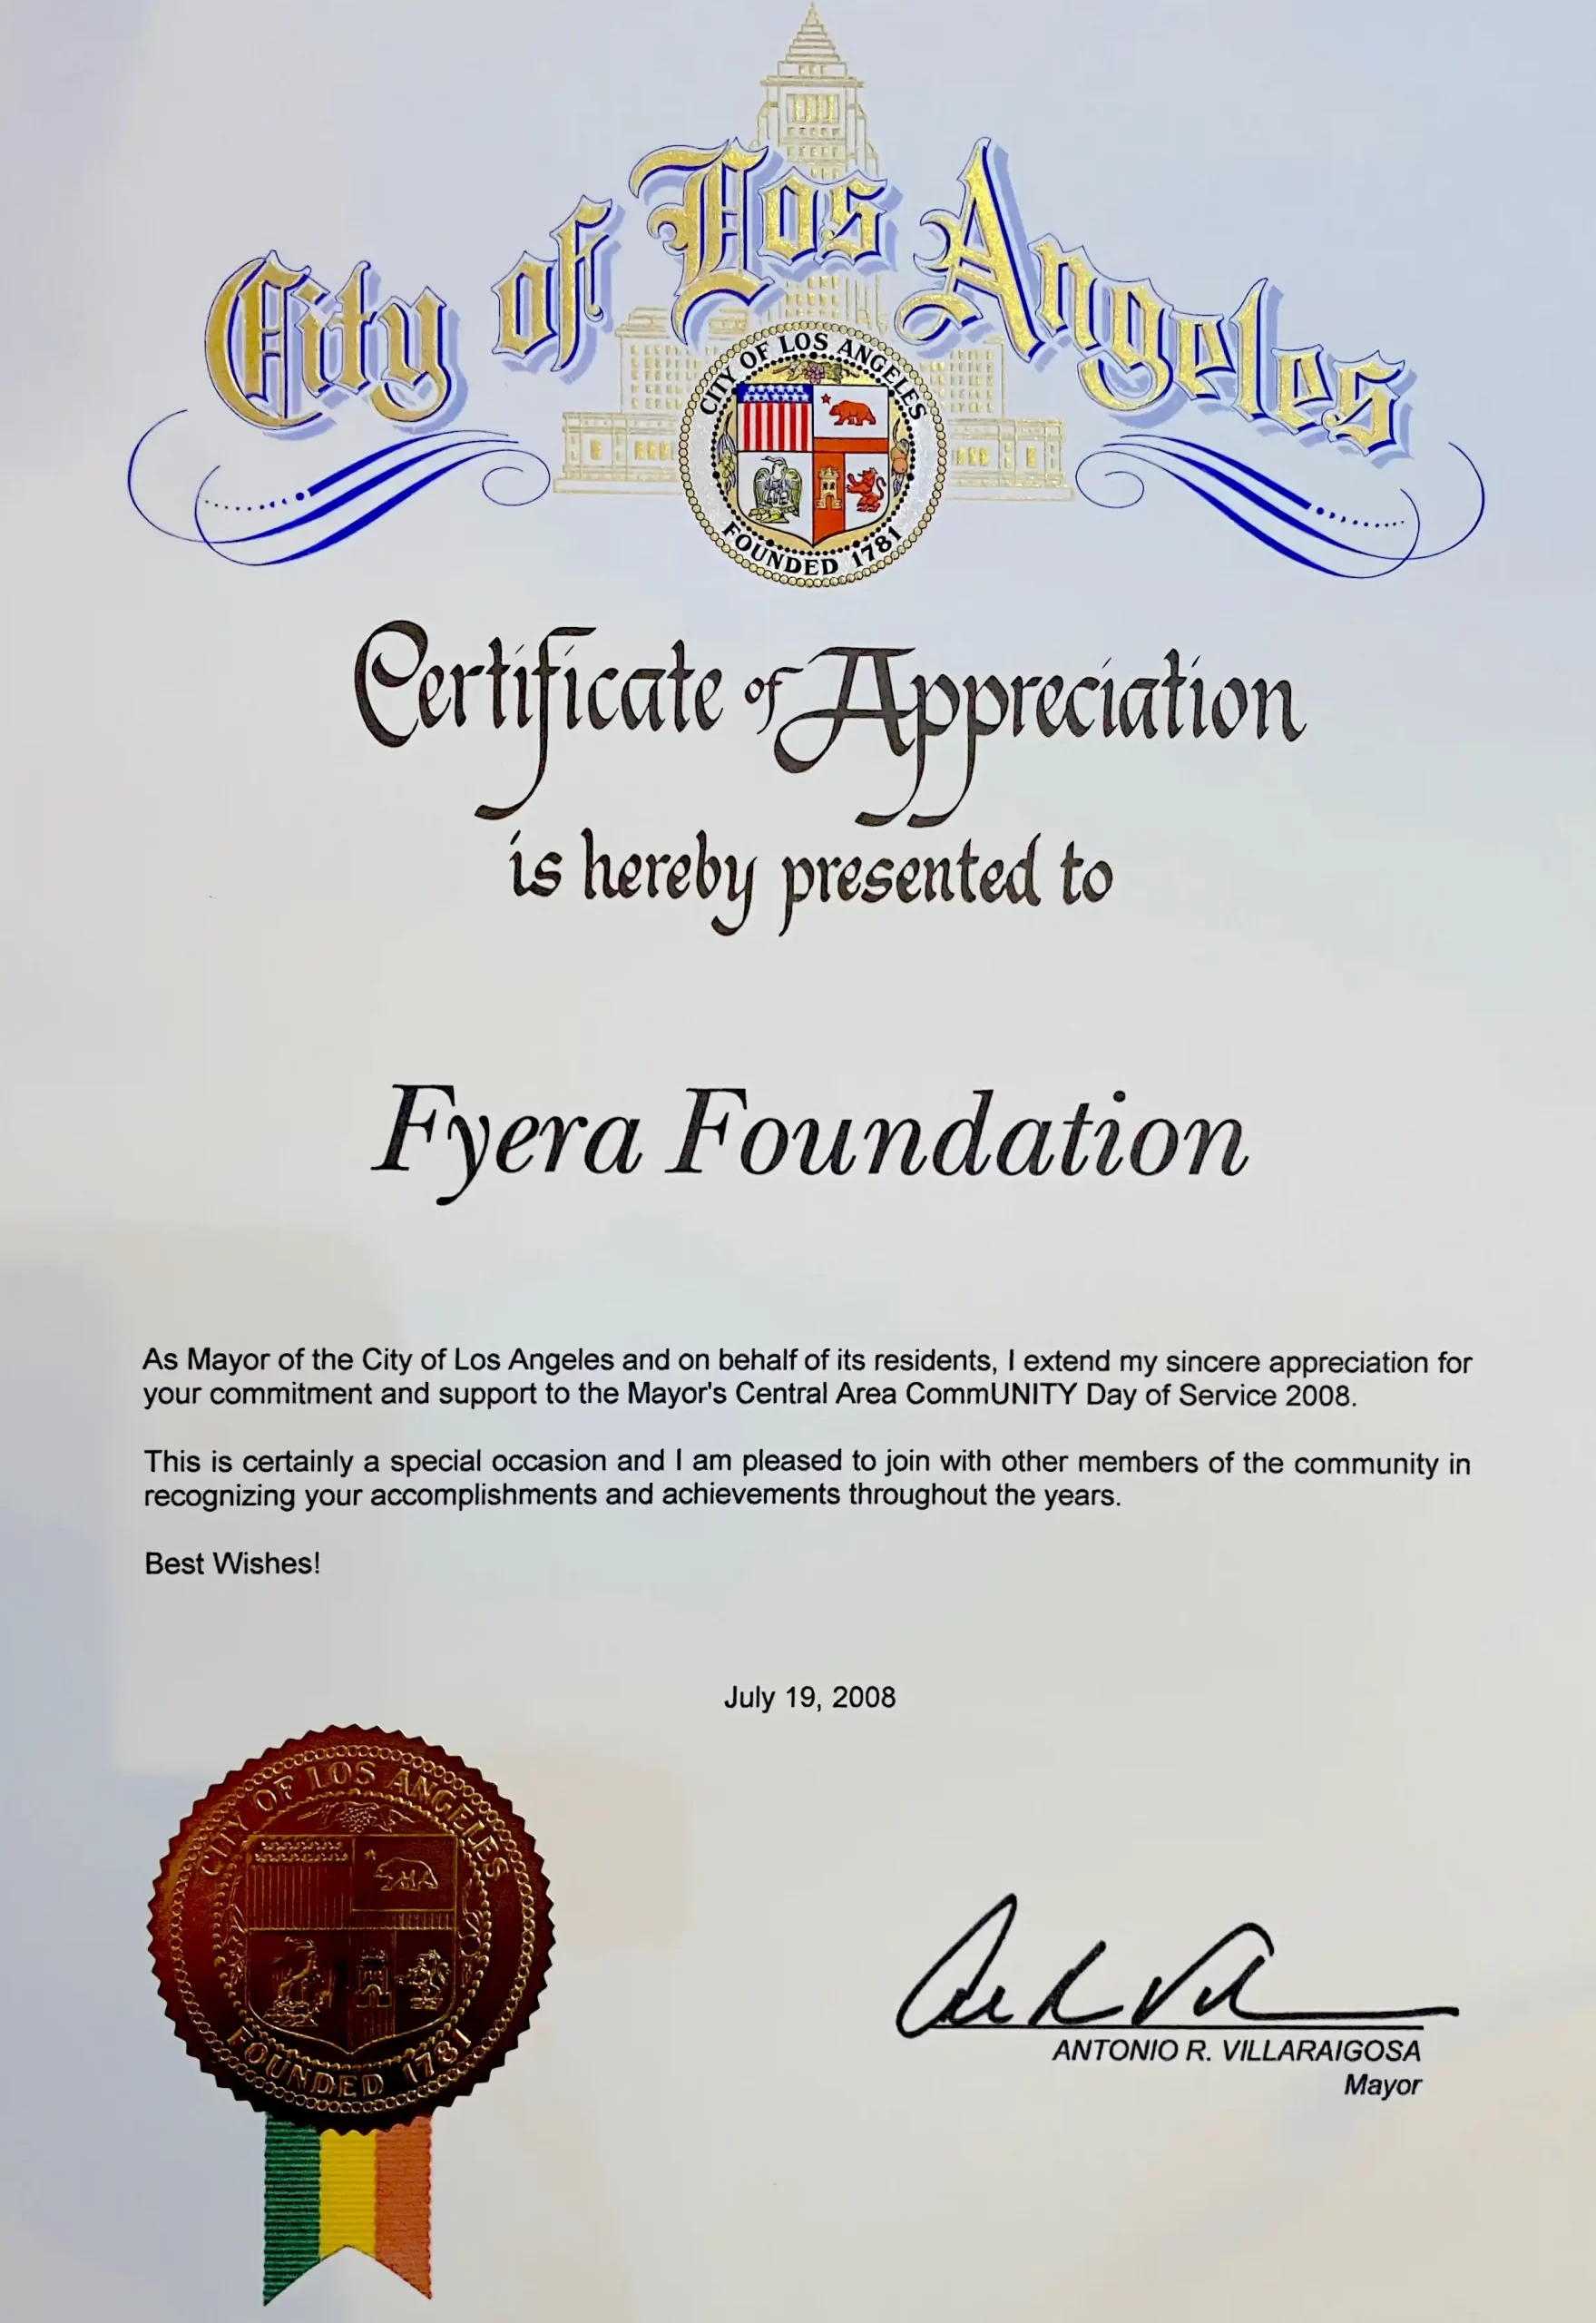 City of Los Angeles
CITY OF LOS ANGELES
FOUNDED 1781
Certificate of Appreciation
is hereby presented to
Fyera Foundation
As Mayor of the City of Los Angeles and on behalf of its residents, I extend my sincere appreciation for
your commitment and support to the Mayor's Central Area CommUNITY Day of Service 2008.
This is certainly a special occasion and I am pleased to join with other members of the community in
recognizing your accomplishments and achievements throughout the years.
Best Wishes!
July 19, 2008
CITY OF LOS ANGELES
FOUNDED 1781
ANTONIO R. VILLARAIGOSA
Mayor